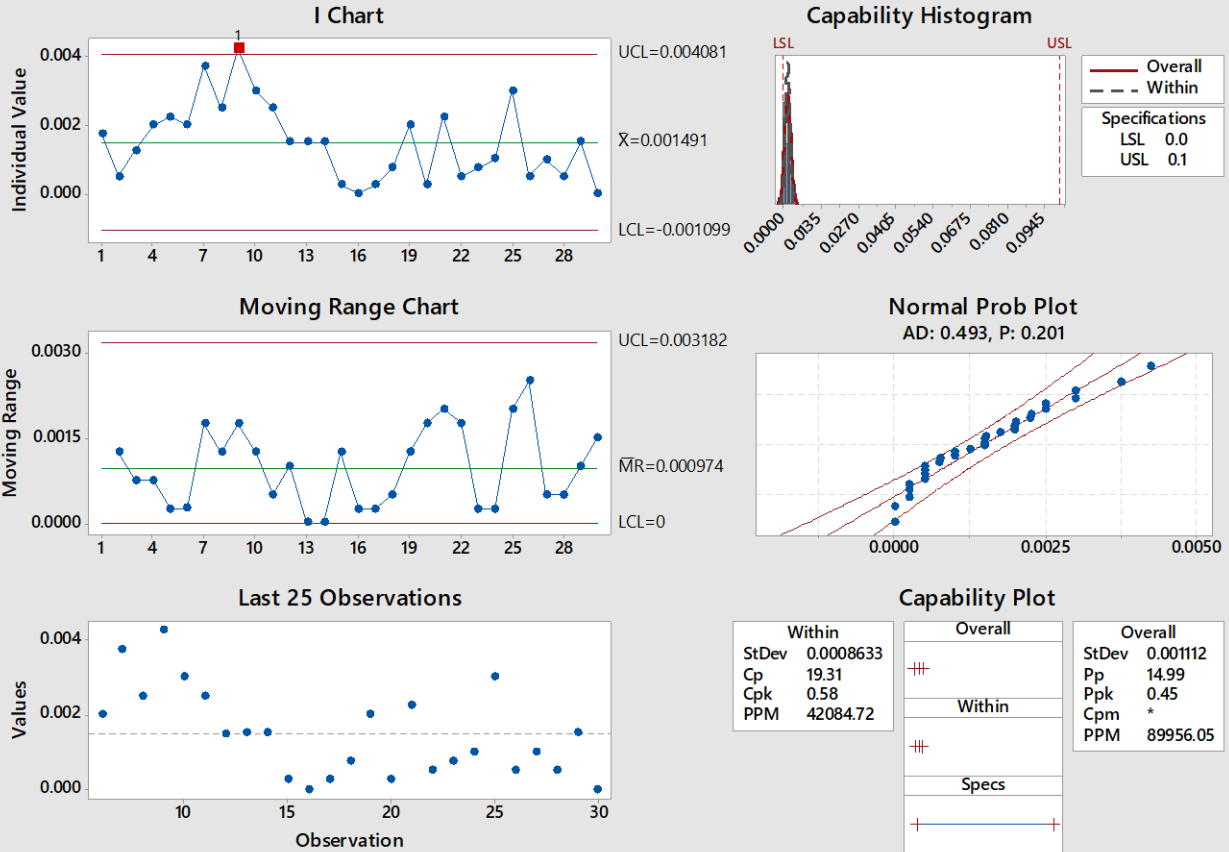 I Chart
Individual Value
0.004
0.002
0.000
1
UCL=0.004081
X̄=0.001491
LCL=-0.001099
1 4 7 10 13 16 19 22 25 28
Capability Histogram
LSL
USL
Overall
Within
Specifications
LSL 0.0
USL 0.1
0.0000 0.0135 0.0270 0.0405 0.0540 0.0675 0.0810 0.0945
Moving Range Chart
Moving Range
0.0030
0.0015
0.0000
UCL=0.003182
M̅R̅=0.000974
LCL=0
1 4 7 10 13 16 19 22 25 28
Normal Prob Plot
AD: 0.493, P: 0.201
0.0000 0.0025 0.0050
Last 25 Observations
Values
0.004
0.002
0.000
10 15 20 25 30
Observation
Capability Plot
Within
StDev 0.0008633
Cp 19.31
Cpk 0.58
PPM 42084.72
Overall
Within
Specs
Overall
StDev 0.001112
Pp 14.99
Ppk 0.45
Cpm *
PPM 89956.05